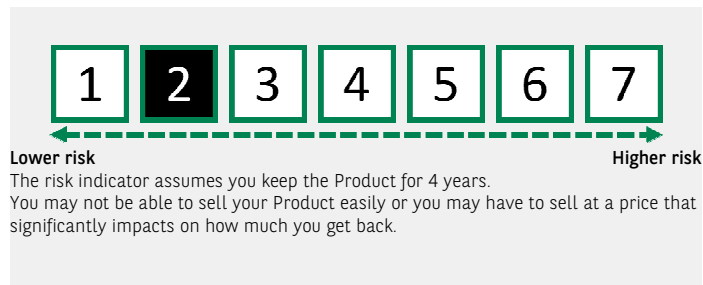 1 2 3 4 5 6 7
Lower risk Higher risk
The risk indicator assumes you keep the Product for 4 years.
You may not be able to sell your Product easily or you may have to sell at a price that
significantly impacts on how much you get back.